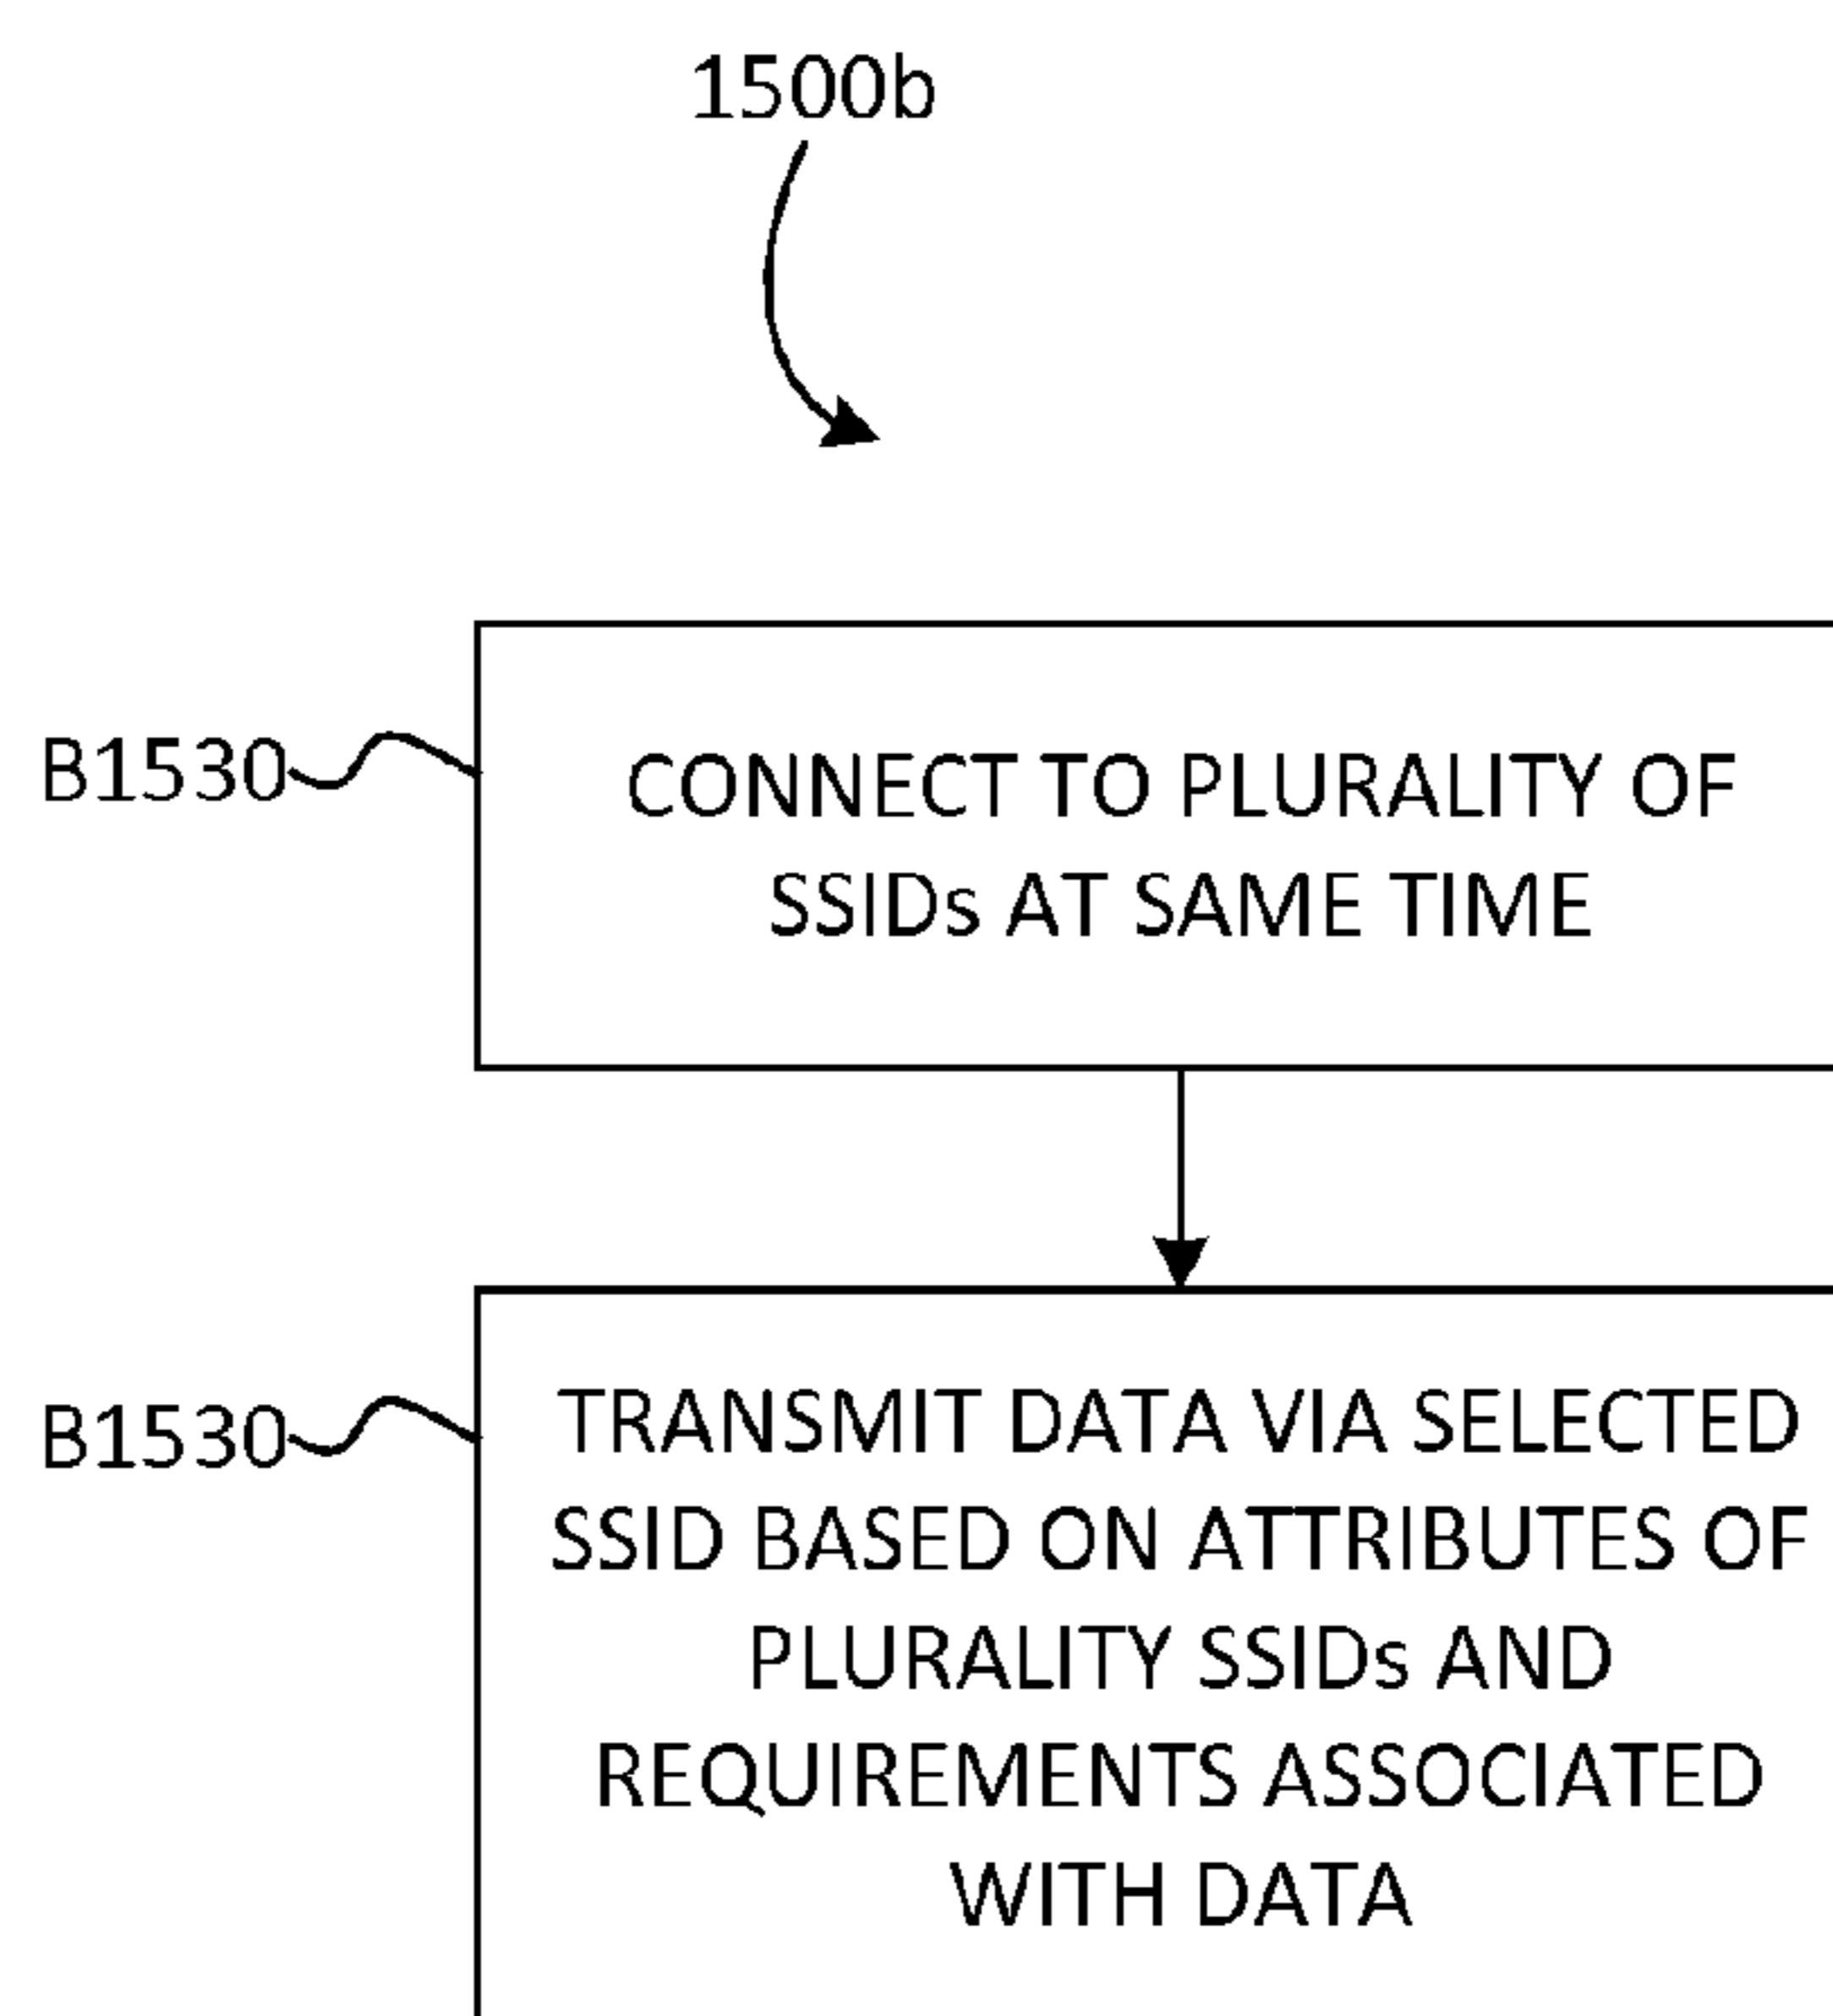 1500b
B1530
CONNECT TO PLURALITY OF
SSIDs AT SAME TIME
B1530
TRANSMIT DATA VIA SELECTED
SSID BASED ON ATTRIBUTES OF
PLURALITY SSIDs AND
REQUIREMENTS ASSOCIATED
WITH DATA